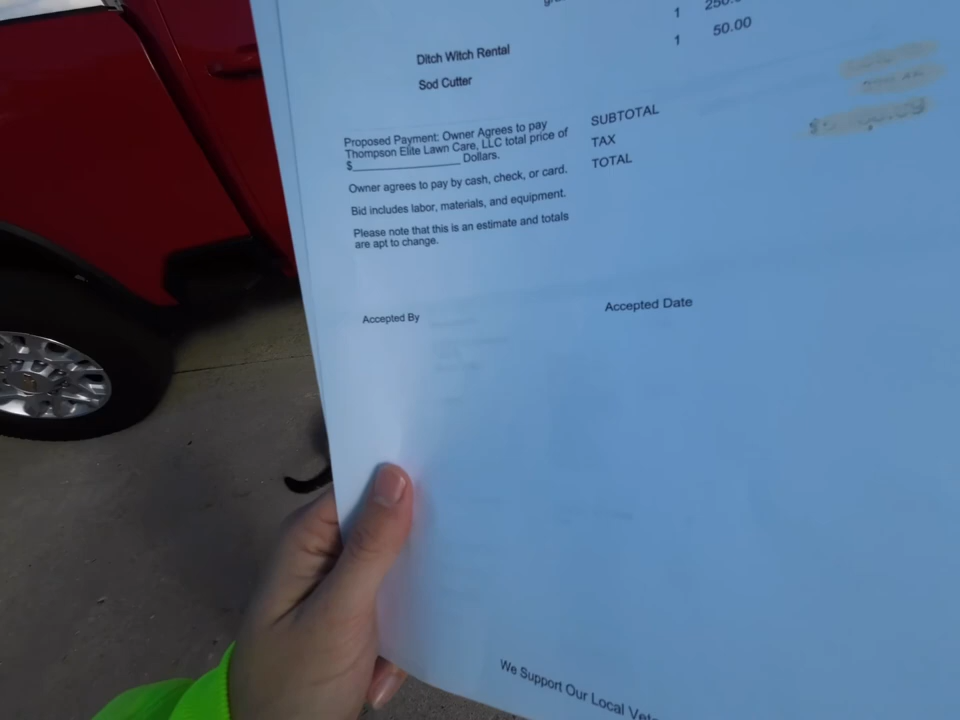 1
Ditch Witch Rental 1 50.00
Sod Cutter
Proposed Payment: Owner Agrees to pay
Thompson Elite Lawn Care, LLC total price of
$____________ Dollars.
Owner agrees to pay by cash, check, or card.
Bid includes labor, materials, and equipment.
Please note that this is an estimate and totals
are apt to change.
SUBTOTAL
TAX
TOTAL
Accepted By Accepted Date
We Support Our Local